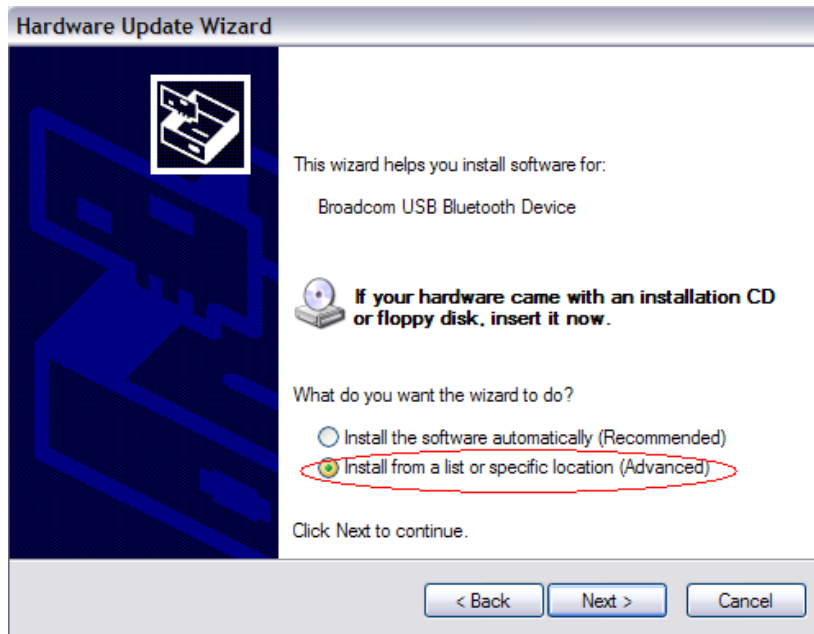 Hardware Update Wizard
This wizard helps you install software for:
Broadcom USB Bluetooth Device
If your hardware came with an installation CD
or floppy disk, insert it now.
What do you want the wizard to do?
Install the software automatically (Recommended)
Install from a list or specific location (Advanced)
Click Next to continue.
< Back
Next >
Cancel